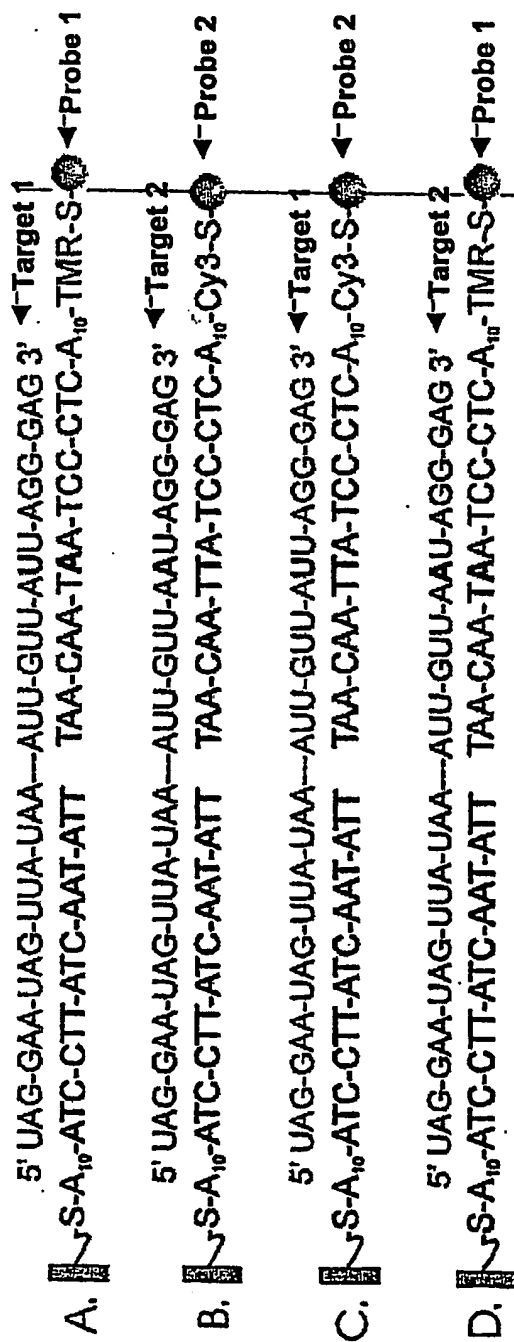 5' UAG-GAA-UAG-UUA-UAA---AUU-GUU-AUU-AGG-GAG 3' Target 1
A. S-A10-ATC-CTT-ATC-AAT-ATT TAA-CAA-TAA-TCC-CTC-A10-TMR-S- Probe 1
5' UAG-GAA-UAG-UUA-UAA---AUU-GUU-AAU-AGG-GAG 3' Target 2
B. S-A10-ATC-CTT-ATC-AAT-ATT TAA-CAA-TTA-TCC-CTC-A10-Cy3-S- Probe 2
5' UAG-GAA-UAG-UUA-UAA---AUU-GUU-AUU-AGG-GAG 3' Target 1
C. S-A10-ATC-CTT-ATC-AAT-ATT TAA-CAA-TTA-TCC-CTC-A10-Cy3-S- Probe 2
5' UAG-GAA-UAG-UUA-UAA---AUU-GUU-AAU-AGG-GAG 3' Target 2
D. S-A10-ATC-CTT-ATC-AAT-ATT TAA-CAA-TAA-TCC-CTC-A10-TMR-S- Probe 1